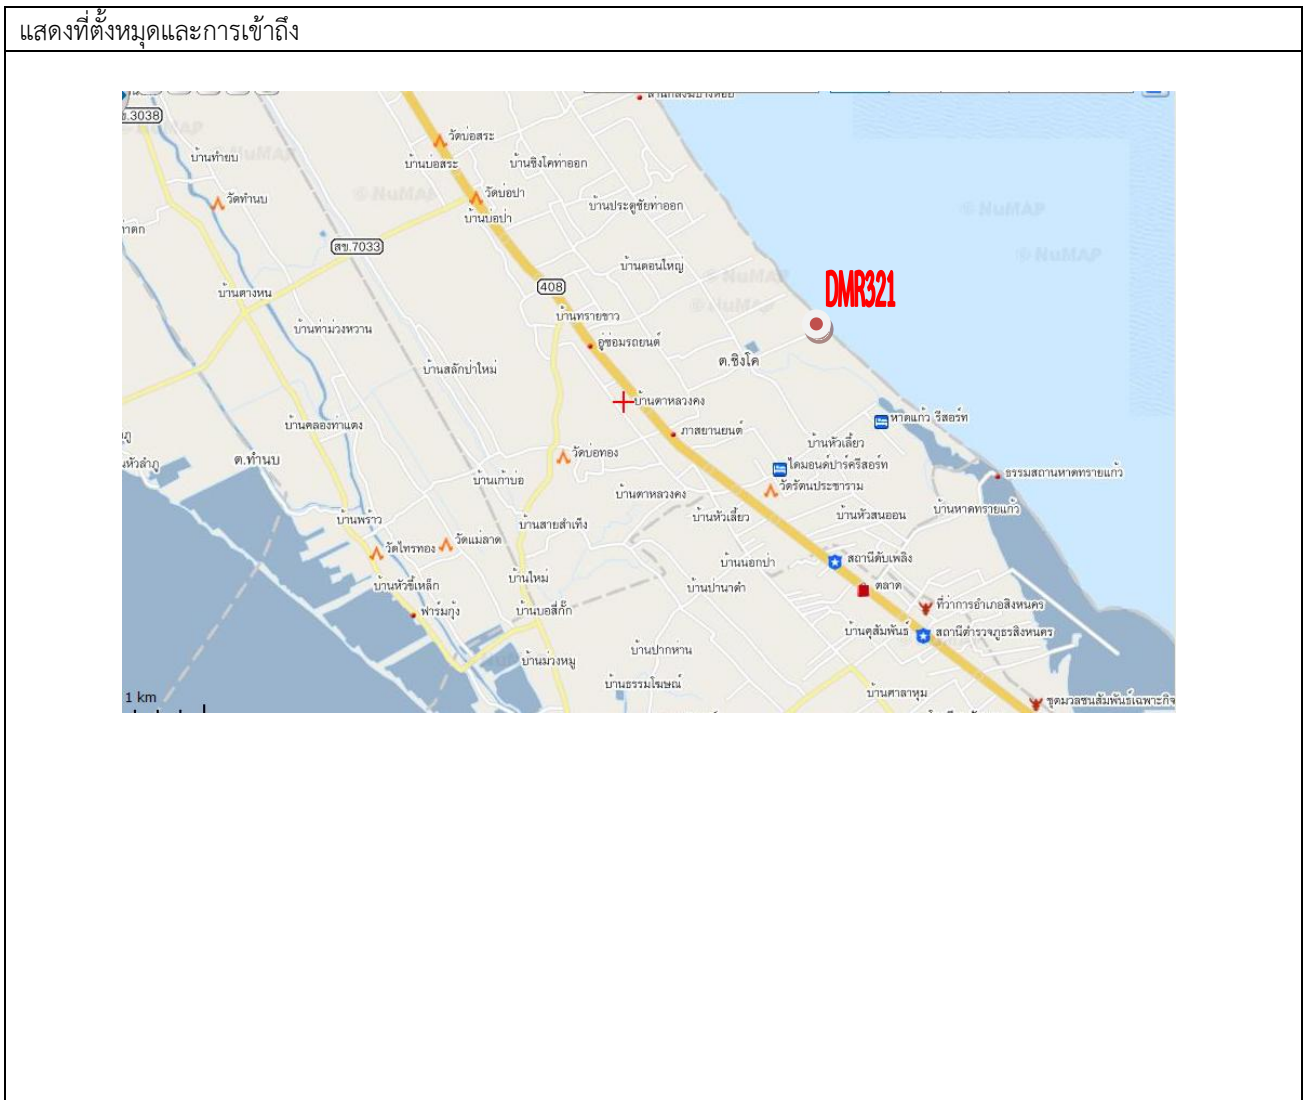 แสดงที่ตั้งหมุดและการเข้าถึง
ข.3038)
วัดบ่อสระ
บ้านบ่อสระ
บ้านชิงโคท่าออก
บ้านทำยบ
วัดทำนบ
วัดบ่อปา
บ้านบ่อปา
บ้านประตูชัยท่าออก
© NuMAP
© NuMAP
สข.7033
© NuMAP
บ้านดอนใหญ่
© NuMAP
DMR321
408
บ้านตางหน
บ้านทรายขาว
บ้านท่าม่วงหวาน
อู่ซ่อมรถยนต์
ต.ชิงโค
บ้านสลักป่าใหม่
บ้านตาหลวงคง
หาดแก้ว รีสอร์ท
บ้านคลองท่าแตง
ภาสยานยนต์
บ้านหัวเลี้ยว
ต.ทำนบ
วัดบ่อทอง
ไดมอนด์ปาร์ครีสอร์ท
ธรรมสถานหาดทรายแก้ว
บ้านเก้าบ่อ
วัดรัตนประชาราม
บ้านตาหลวงคง
บ้านหาดทรายแก้ว
บ้านพร้าว
บ้านสายสำเทิง
บ้านหัวเลี้ยว
บ้านหัวสนออน
วัดไทรทอง
วัดแม่ลาด
บ้านนอกปา
สถานีดับเพลิง
บ้านหัวขี้เหล็ก
บ้านใหม่
บ้านปานาดำ
ตลาด
ฟาร์มกุ้ง
บ้านบอสี่กั๊ก
ที่ว่าการอำเภอสิงหนคร
บ้านคุสัมพันธ์
สถานีตำรวจภูธรสิงหนคร
บ้านปากห่าน
บ้านม่วงหมู
บ้านธรรมโฆษณ์
บ้านศาลาหุม
1 km
ชุดมวลชนสัมพันธ์เฉพาะกิจ